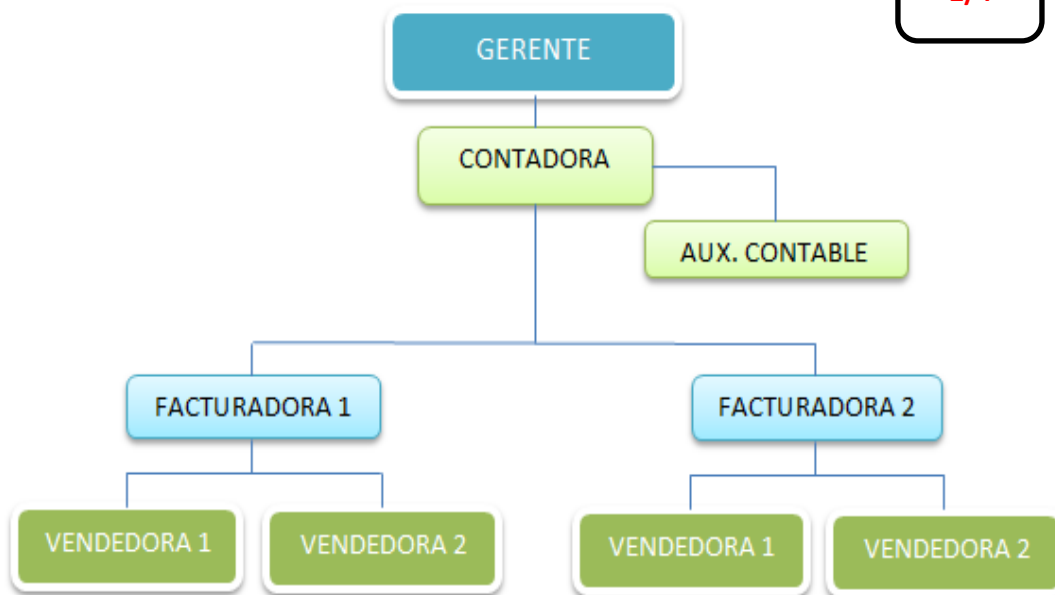 GERENTE
CONTADORA
AUX. CONTABLE
FACTURADORA 1
FACTURADORA 2
VENDEDORA 1
VENDEDORA 2
VENDEDORA 1
VENDEDORA 2